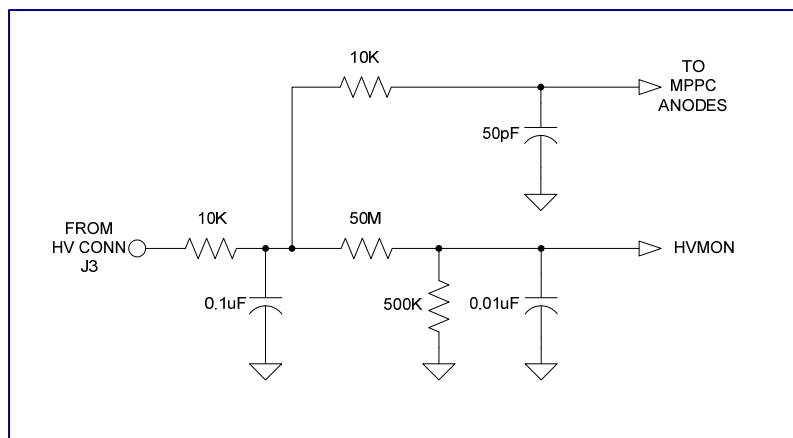 10K
TO
MPPC
ANODES
50pF
FROM
HV CONN
J3
10K
50M
HVMON
0.1uF
500K
0.01uF